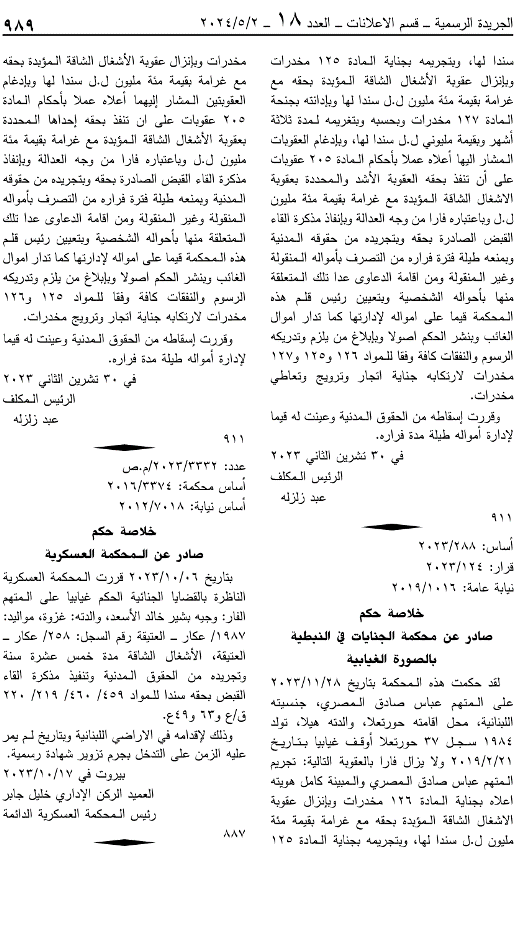 الجريدة الرسمية ــ قسم الاعلانات ــ العدد ١٨ ــ ٢٠٢٤/٥/٢
٩٨٩
سندا لها، وبتجريمه بجناية المادة ١٢٥ مخدرات
وبإنزال عقوبة الأشغال الشاقة المؤبدة بحقه مع
غرامة بقيمة مئة مليون ل.ل سندا لها وبإدانته بجنحة
المادة ١٢٧ مخدرات وبحسبه وبتغريمه لمدة ثلاثة
أشهر وبقيمة مليوني ل.ل سندا لها، وبإدغام العقوبات
المشار اليها أعلاه عملا بأحكام المادة ٢٠٥ عقوبات
على أن تنفذ بحقه العقوبة الأشد والمحددة بعقوبة
الاشغال الشاقة المؤبدة مع غرامة بقيمة مئة مليون
ل.ل وباعتباره فارا من وجه العدالة وبإنفاذ مذكرة القاء
القبض الصادرة بحقه وبتجريده من حقوقه المدنية
وبمنعه طيلة فترة فراره من التصرف بأمواله المنقولة
وغير المنقولة ومن اقامة الدعاوى عدا تلك المتعلقة
منها بأحواله الشخصية وبتعيين رئيس قلم هذه
المحكمة قيما على امواله لإدارتها كما تدار اموال
الغائب وبنشر الحكم اصولا وبإبلاغ من يلزم وتدريكه
الرسوم والنفقات كافة وفقا للمواد ١٢٦ و١٢٥ و١٢٧
مخدرات لارتكابه جناية اتجار وترويج وتعاطي
مخدرات.
وقررت إسقاطه من الحقوق المدنية وعينت له قيما
لإدارة أمواله طيلة مدة فراره.
في ٣٠ تشرين الثاني ٢٠٢٣
الرئيس المكلف
عبد زلزله
٩١١
أساس: ٢٠٢٣/٢٨٨
قرار: ٢٠٢٣/١٢٤
نيابة عامة: ٢٠١٩/١٠١٦
خلاصة حكم
صادر عن محكمة الجنايات في النبطية
بالصورة الغيابية
لقد حكمت هذه المحكمة بتاريخ ٢٠٢٣/١١/٢٨
على المتهم عباس صادق المصري، جنسيته
اللبنانية، محل اقامته حورتعلا، والدته هيلا، تولد
١٩٨٤ سجل ٣٧ حورتعلا أوقف غيابيا بتاريخ
٢٠١٩/٢/٢١ ولا يزال فارا بالعقوبة التالية: تجريم
المتهم عباس صادق المصري والمبينة كامل هويته
اعلاه بجناية المادة ١٢٦ مخدرات وبإنزال عقوبة
الاشغال الشاقة المؤبدة بحقه مع غرامة بقيمة مئة
مليون ل.ل سندا لها، وبتجريمه بجناية المادة ١٢٥
مخدرات وبإنزال عقوبة الأشغال الشاقة المؤبدة بحقه
مع غرامة بقيمة مئة مليون ل.ل سندا لها وبإدغام
العقوبتين المشار إليهما أعلاه عملا بأحكام المادة
٢٠٥ عقوبات على ان تنفذ بحقه إحداها المحددة
بعقوبة الأشغال الشاقة المؤبدة مع غرامة بقيمة مئة
مليون ل.ل وباعتباره فارا من وجه العدالة وبإنفاذ
مذكرة القاء القبض الصادرة بحقه وبتجريده من حقوقه
المدنية وبمنعه طيلة فترة فراره من التصرف بأمواله
المنقولة وغير المنقولة ومن اقامة الدعاوى عدا تلك
المتعلقة منها بأحواله الشخصية وبتعيين رئيس قلم
هذه المحكمة قيما على امواله لإدارتها كما تدار اموال
الغائب وبنشر الحكم اصولا وبإبلاغ من يلزم وتدريكه
الرسوم والنفقات كافة وفقا للمواد ١٢٥ و١٢٦
مخدرات لارتكابه جناية اتجار وترويج مخدرات.
وقررت إسقاطه من الحقوق المدنية وعينت له قيما
لإدارة أمواله طيلة مدة فراره.
في ٣٠ تشرين الثاني ٢٠٢٣
الرئيس المكلف
عبد زلزله
٩١١
عدد: ٢٠٢٣/٣٣٣٢/م.ص
أساس محكمة: ٢٠١٦/٣٣٧٤
أساس نيابة: ٢٠١٢/٧٠١٨
خلاصة حكم
صادر عن المحكمة العسكرية
بتاريخ ٢٠٢٣/١٠/٠٦ قررت المحكمة العسكرية
الناظرة بالقضايا الجنائية الحكم غيابيا على المتهم
الفار: وجيه بشير خالد الأسعد، والدته: غزوة، مواليد:
١٩٨٧/ عكار ــ العتيقة رقم السجل: ٢٥٨/ عكار ــ
العتيقة، الأشغال الشاقة مدة خمس عشرة سنة
وتجريده من الحقوق المدنية وتنفيذ مذكرة القاء
القبض بحقه سندا للمواد ٤٥٩/ ٤٦٠/ ٢١٩/ ٢٢٠
ق/ع و٦٣ و٤٩ع.
وذلك لإقدامه في الاراضي اللبنانية وبتاريخ لم يمر
عليه الزمن على التدخل بجرم تزوير شهادة رسمية.
بيروت في ٢٠٢٣/١٠/١٧
العميد الركن الإداري خليل جابر
رئيس المحكمة العسكرية الدائمة
٨٨٧